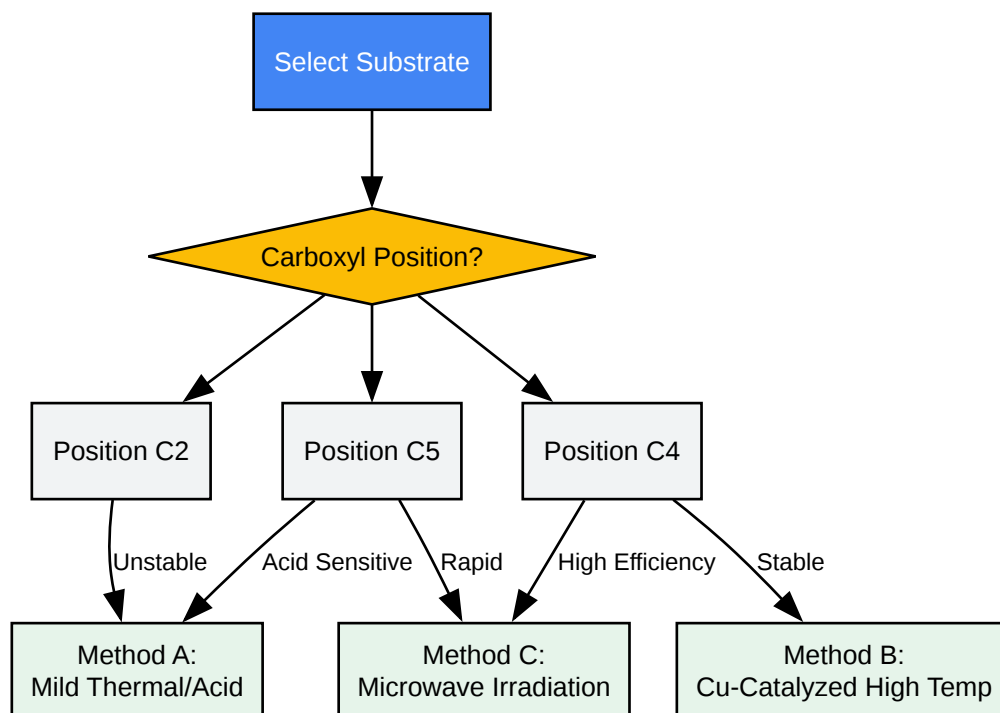 Select Substrate
Carboxyl Position?
Position C2
Position C5
Position C4
Unstable
Acid Sensitive
Rapid
High Efficiency
Stable
Method A:
Mild Thermal/Acid
Method C:
Microwave Irradiation
Method B:
Cu-Catalyzed High Temp